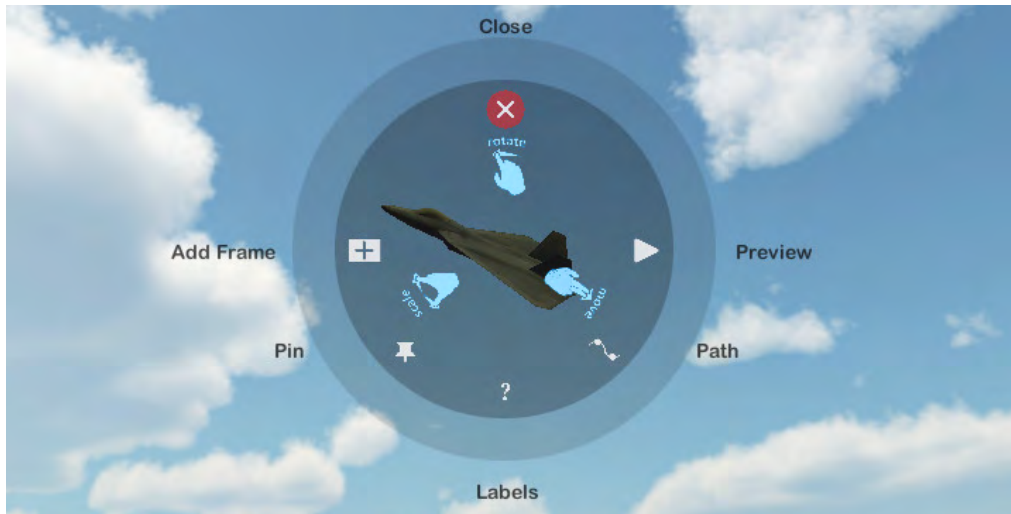 Close
rotate
Add Frame
Preview
scale
move
Pin
Path
?
Labels